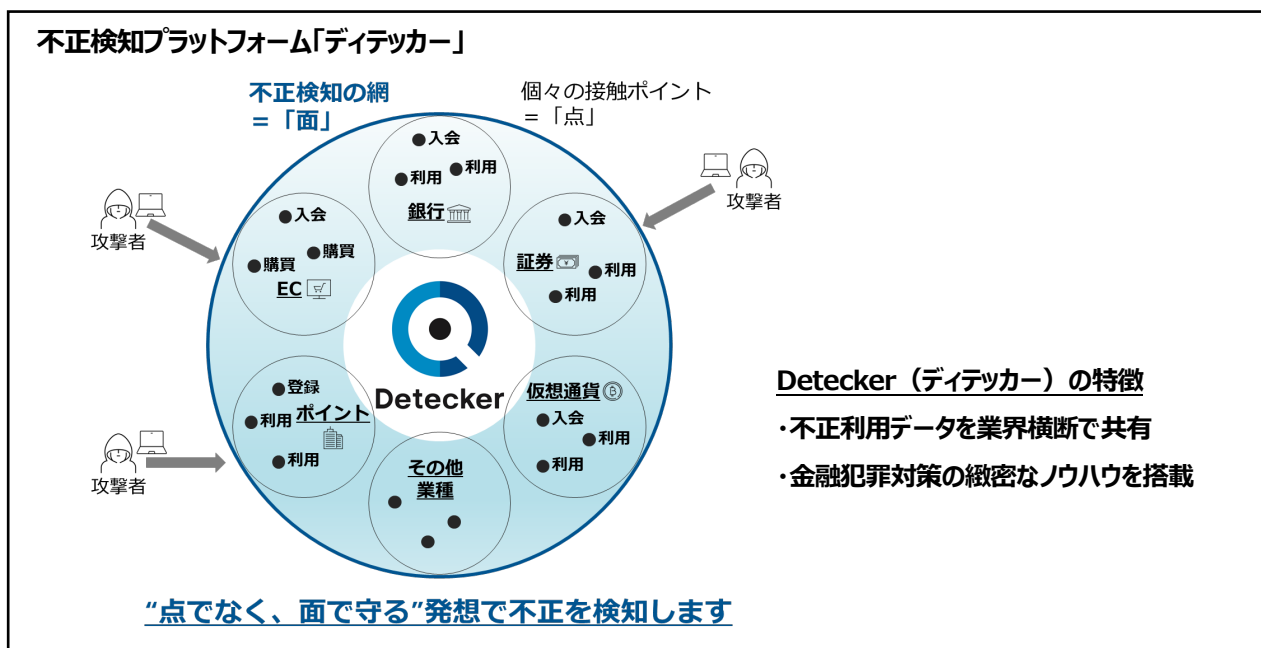 不正検知プラットフォーム「ディテッカー」
不正検知の網
=「面」
個々の接触ポイント
=「点」
攻撃者
攻撃者
攻撃者
●入会
●利用
●利用
銀行
●入会
●購買
●購買
EC
●入会
証券
●利用
●利用
●登録
●利用
ポイント
●利用
Detecker
仮想通貨
●入会
●利用
●利用
その他
業種
Detecker（ディテッカー）の特徴
・不正利用データを業界横断で共有
・金融犯罪対策の緻密なノウハウを搭載
“点でなく、面で守る”発想で不正を検知します